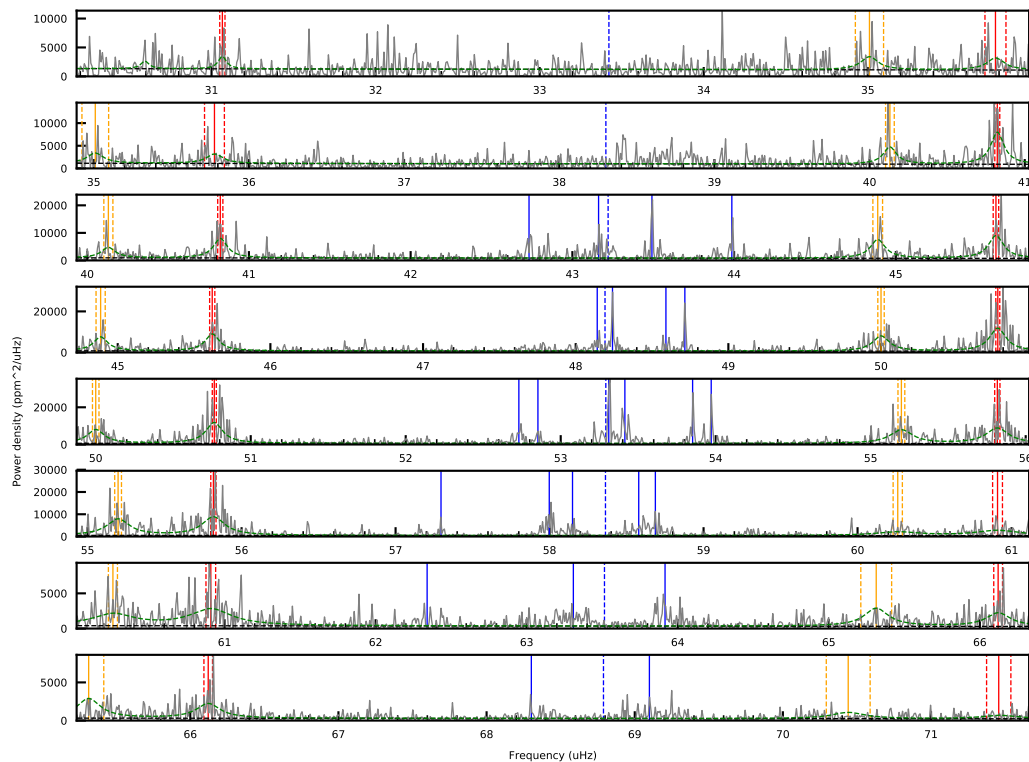 10000
5000
0
31 32 33 34 35
10000
5000
0
35 36 37 38 39 40 41
20000
10000
0
40 41 42 43 44 45
20000
0
45 46 47 48 49 50
20000
0
50 51 52 53 54 55 56
30000
20000
10000
0
55 56 57 58 59 60 61
5000
0
61 62 63 64 65 66
5000
0
66 67 68 69 70 71
Power density (ppm^2/uHz)
Frequency (uHz)